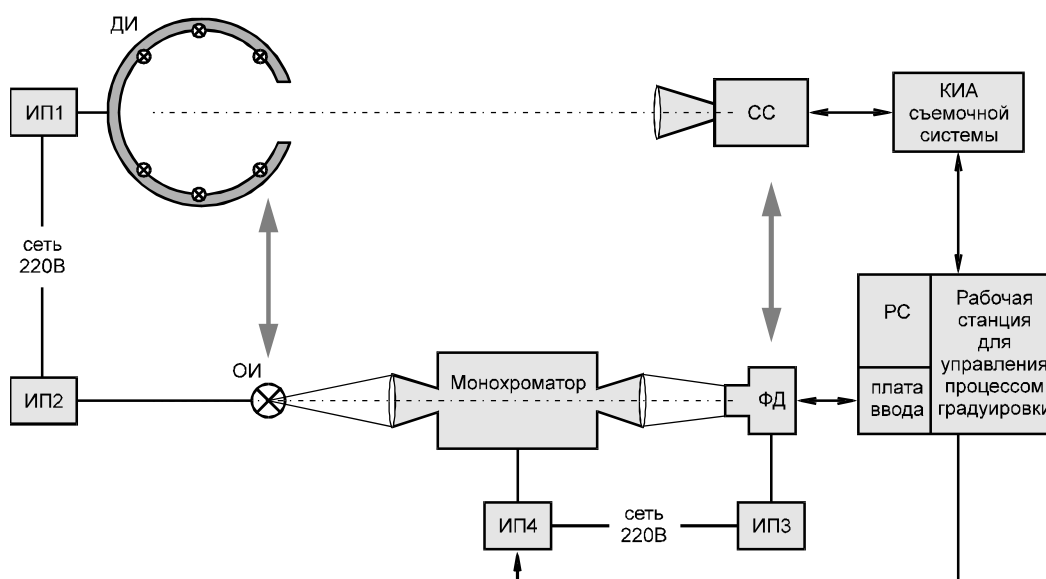 ДИ
ИП1
СС
КИА
съемочной
системы
сеть
220В
РС
плата
ввода
Рабочая
станция
для
управления
процессом
градуировки
ИП2
ОИ
Монохроматор
ФД
ИП4
сеть
220В
ИП3